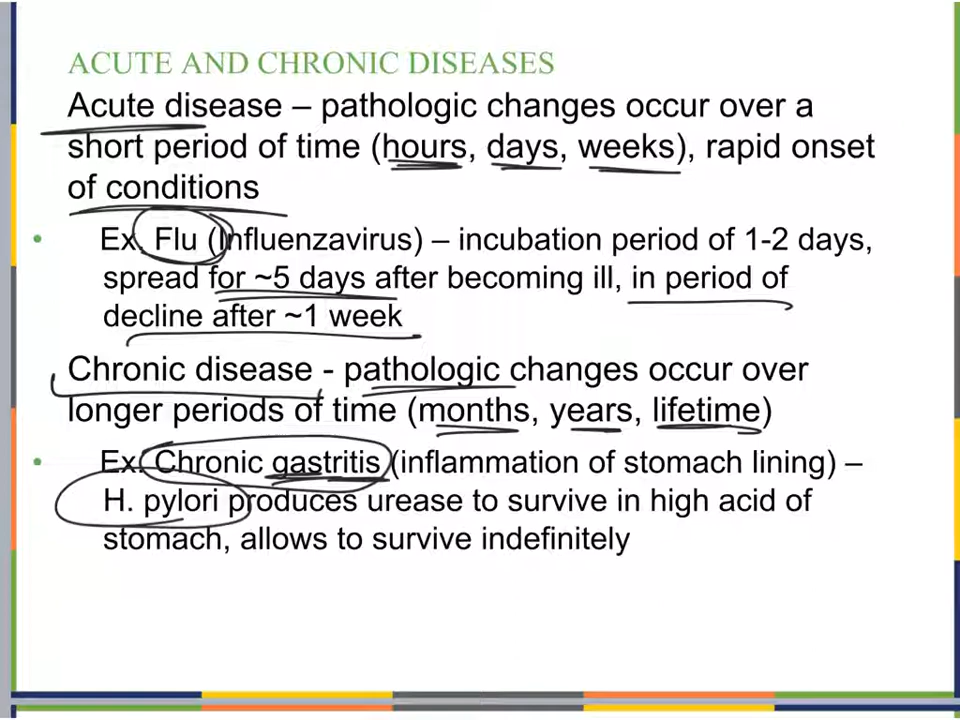 ACUTE AND CHRONIC DISEASES
Acute disease – pathologic changes occur over a
short period of time (hours, days, weeks), rapid onset
of conditions
• Ex. Flu (Influenzavirus) – incubation period of 1-2 days,
spread for ~5 days after becoming ill, in period of
decline after ~1 week
Chronic disease - pathologic changes occur over
longer periods of time (months, years, lifetime)
• Ex. Chronic gastritis (inflammation of stomach lining) –
H. pylori produces urease to survive in high acid of
stomach, allows to survive indefinitely